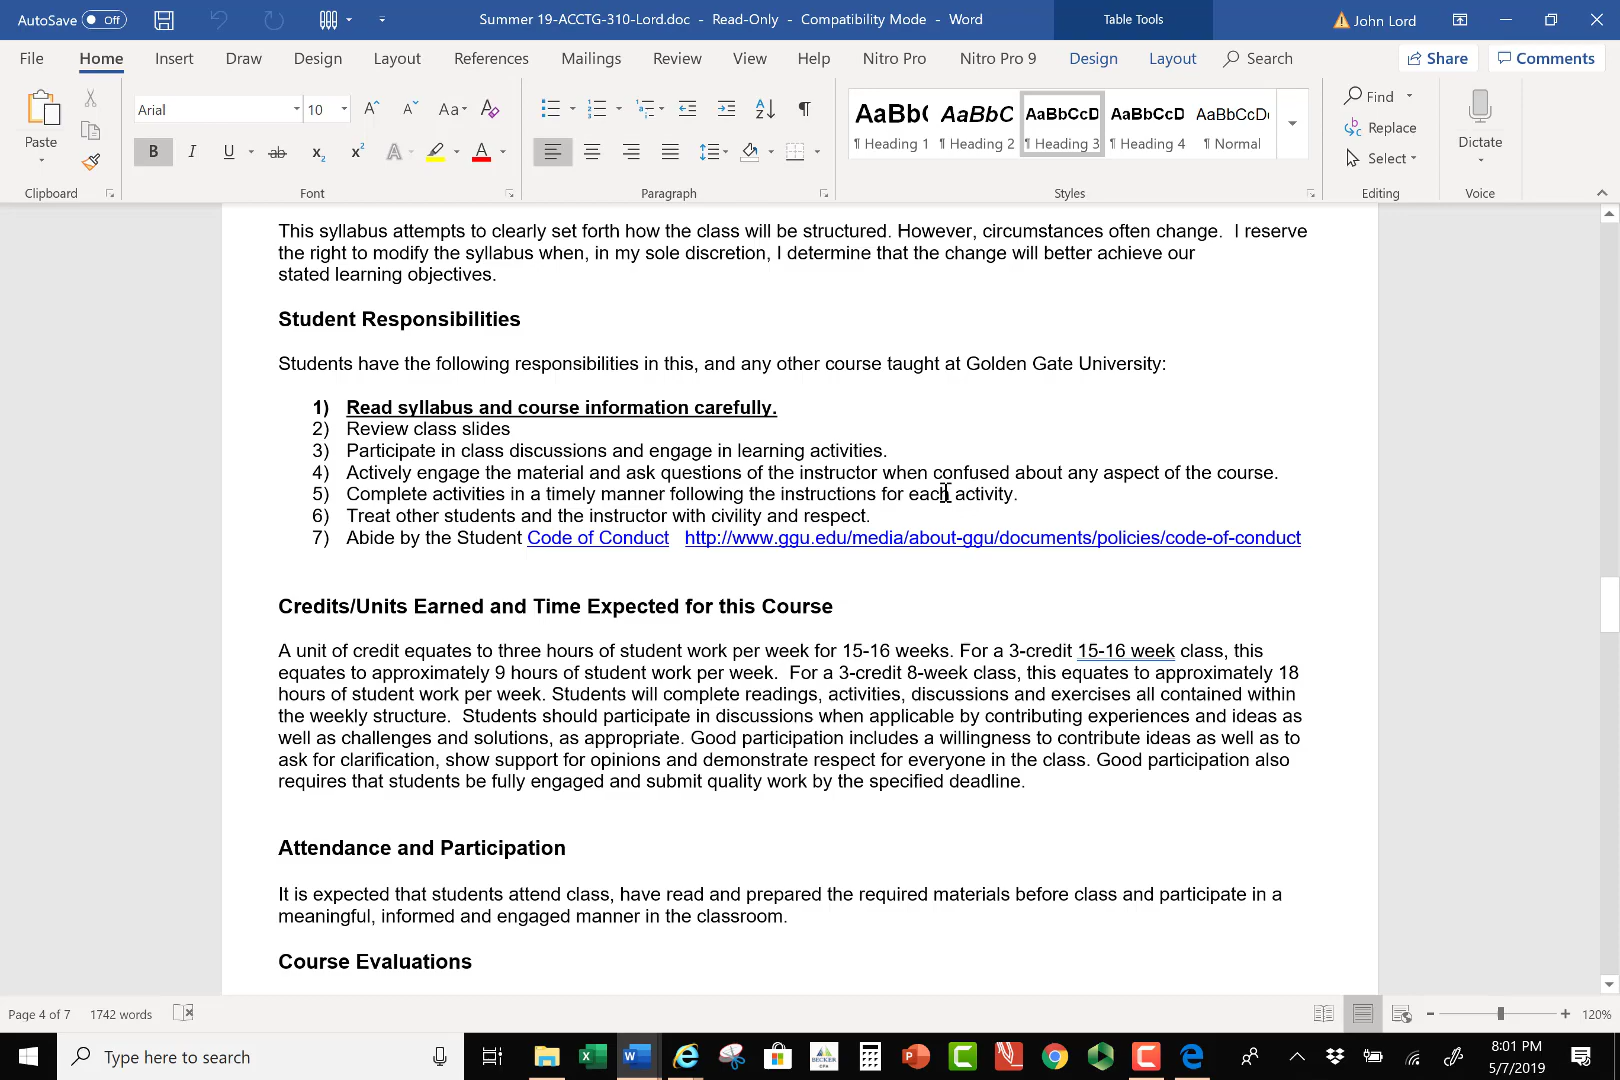 AutoSave Off Summer 19-ACCTG-310-Lord.doc - Read-Only - Compatibility Mode - Word Table Tools John Lord
File Home Insert Draw Design Layout References Mailings Review View Help Nitro Pro Nitro Pro 9 Design Layout Search Share Comments
Paste Arial 10 Aa AaBb( AaBbC AaBbCcD AaBbCcD AaBbCcD Find
B I U ab x₂ x² A A ¶ Heading 1 ¶ Heading 2 ¶ Heading 3 ¶ Heading 4 ¶ Normal Replace
Select Dictate
Clipboard Font Paragraph Styles Editing Voice
This syllabus attempts to clearly set forth how the class will be structured. However, circumstances often change. I reserve
the right to modify the syllabus when, in my sole discretion, I determine that the change will better achieve our
stated learning objectives.
Student Responsibilities
Students have the following responsibilities in this, and any other course taught at Golden Gate University:
1) Read syllabus and course information carefully.
2) Review class slides
3) Participate in class discussions and engage in learning activities.
4) Actively engage the material and ask questions of the instructor when confused about any aspect of the course.
5) Complete activities in a timely manner following the instructions for each activity.
6) Treat other students and the instructor with civility and respect.
7) Abide by the Student Code of Conduct http://www.ggu.edu/media/about-ggu/documents/policies/code-of-conduct
Credits/Units Earned and Time Expected for this Course
A unit of credit equates to three hours of student work per week for 15-16 weeks. For a 3-credit 15-16 week class, this
equates to approximately 9 hours of student work per week. For a 3-credit 8-week class, this equates to approximately 18
hours of student work per week. Students will complete readings, activities, discussions and exercises all contained within
the weekly structure. Students should participate in discussions when applicable by contributing experiences and ideas as
well as challenges and solutions, as appropriate. Good participation includes a willingness to contribute ideas as well as to
ask for clarification, show support for opinions and demonstrate respect for everyone in the class. Good participation also
requires that students be fully engaged and submit quality work by the specified deadline.
Attendance and Participation
It is expected that students attend class, have read and prepared the required materials before class and participate in a
meaningful, informed and engaged manner in the classroom.
Course Evaluations
Page 4 of 7 1742 words 120%
Type here to search BECKER CPA 8:01 PM
5/7/2019